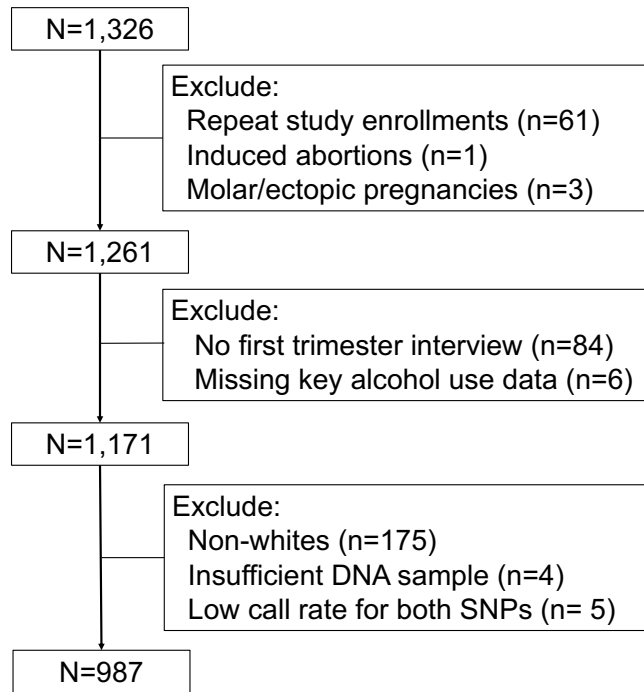 N=1,326
Exclude:
Repeat study enrollments (n=61)
Induced abortions (n=1)
Molar/ectopic pregnancies (n=3)
N=1,261
Exclude:
No first trimester interview (n=84)
Missing key alcohol use data (n=6)
N=1,171
Exclude:
Non-whites (n=175)
Insufficient DNA sample (n=4)
Low call rate for both SNPs (n= 5)
N=987